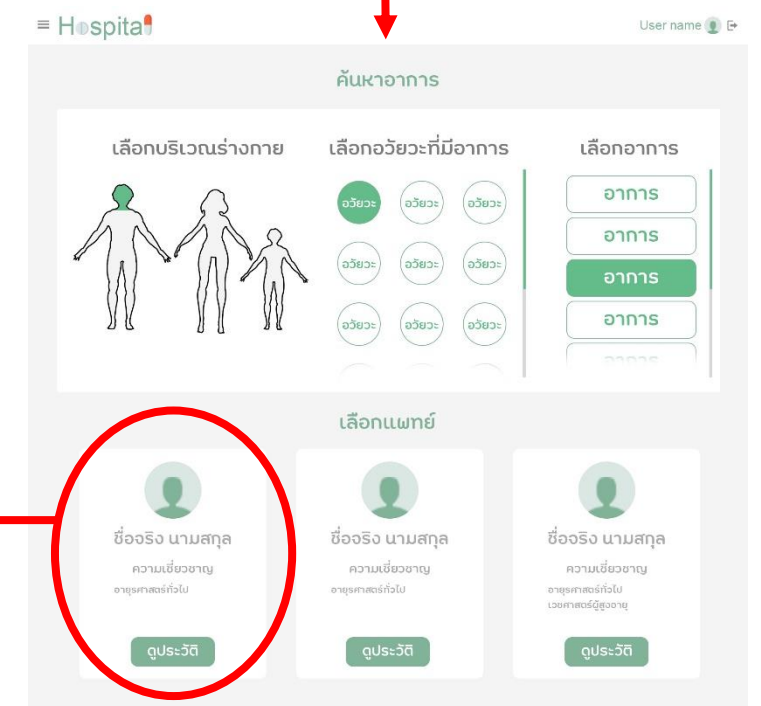 Hospital
User name
ค้นหาอาการ
เลือกบริเวณร่างกาย
เลือกอวัยวะที่มีอาการ
เลือกอาการ
อวัยวะ อวัยวะ อวัยวะ
อวัยวะ อวัยวะ อวัยวะ
อวัยวะ อวัยวะ อวัยวะ
อาการ
อาการ
อาการ
อาการ
อาการ
เลือกแพทย์
ชื่อจริง นามสกุล
ความเชี่ยวชาญ
อายุรศาสตร์ทั่วไป
ดูประวัติ
ชื่อจริง นามสกุล
ความเชี่ยวชาญ
อายุรศาสตร์ทั่วไป
ดูประวัติ
ชื่อจริง นามสกุล
ความเชี่ยวชาญ
อายุรศาสตร์ทั่วไป
เวชศาสตร์ผู้สูงอายุ
ดูประวัติ